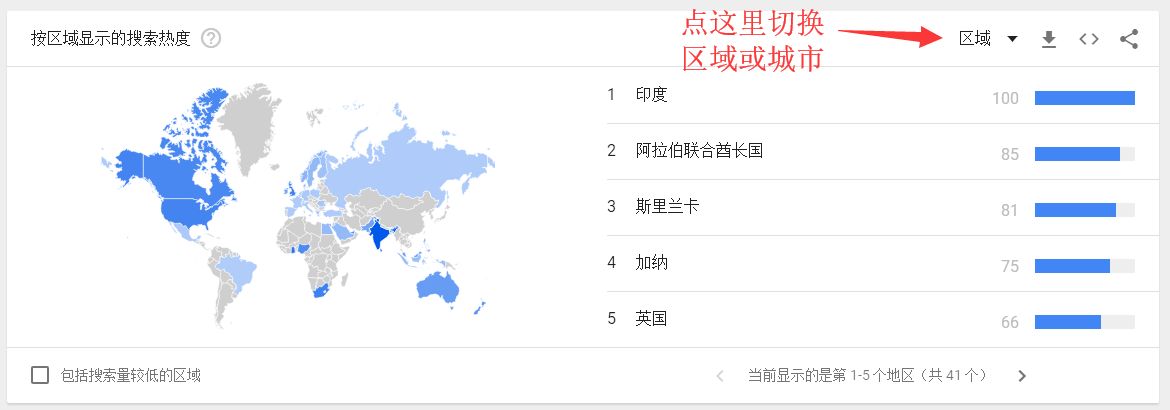 按区域显示的搜索热度 ?
点这里切换
区域或城市
区域
1 印度 100
2 阿拉伯联合酋长国 85
3 斯里兰卡 81
4 加纳 75
5 英国 66
包括搜索量较低的区域
当前显示的是第 1-5 个地区（共 41 个）